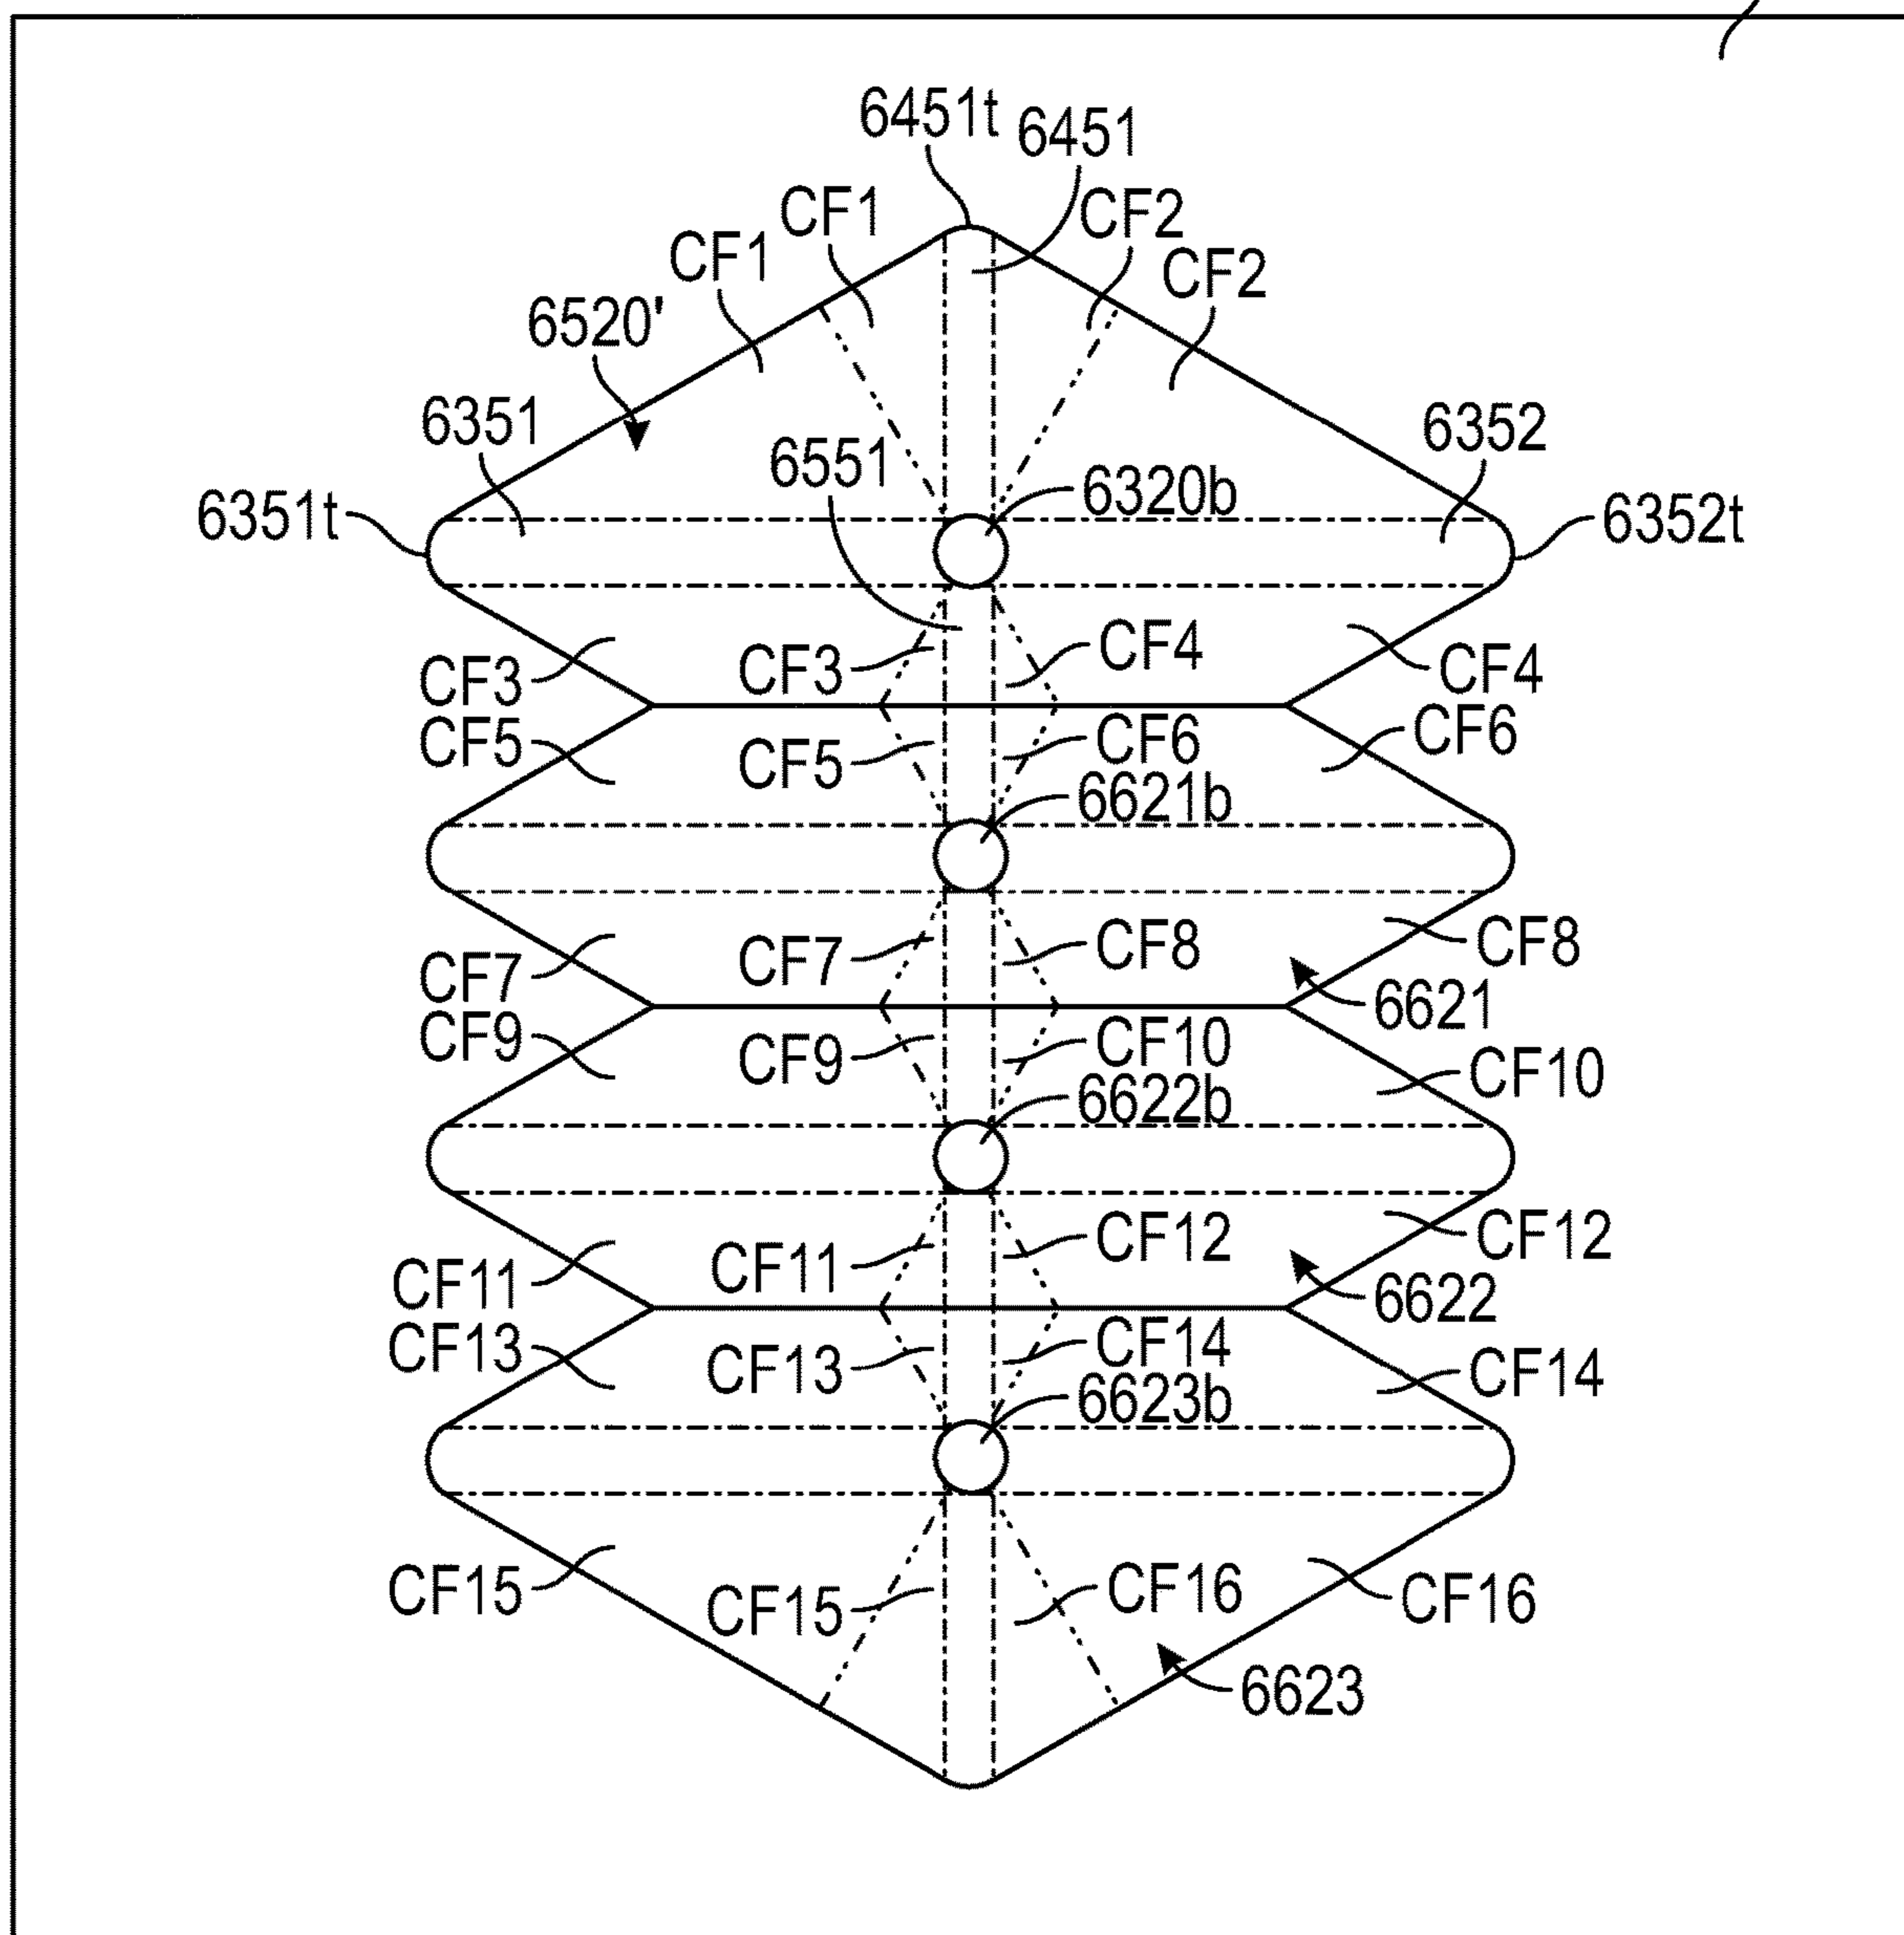 6451t 6451
CF1 CF2
CF1 CF2
6520'
6351 6352
6551
6320b
6351t 6352t
CF3 CF3 CF4 CF4
CF5 CF5 CF6 CF6
6621b
CF7 CF7 CF8 CF8
6621
CF9 CF9 CF10 CF10
6622b
CF11 CF11 CF12 CF12
6622
CF13 CF13 CF14 CF14
6623b
CF15 CF15 CF16 CF16
6623